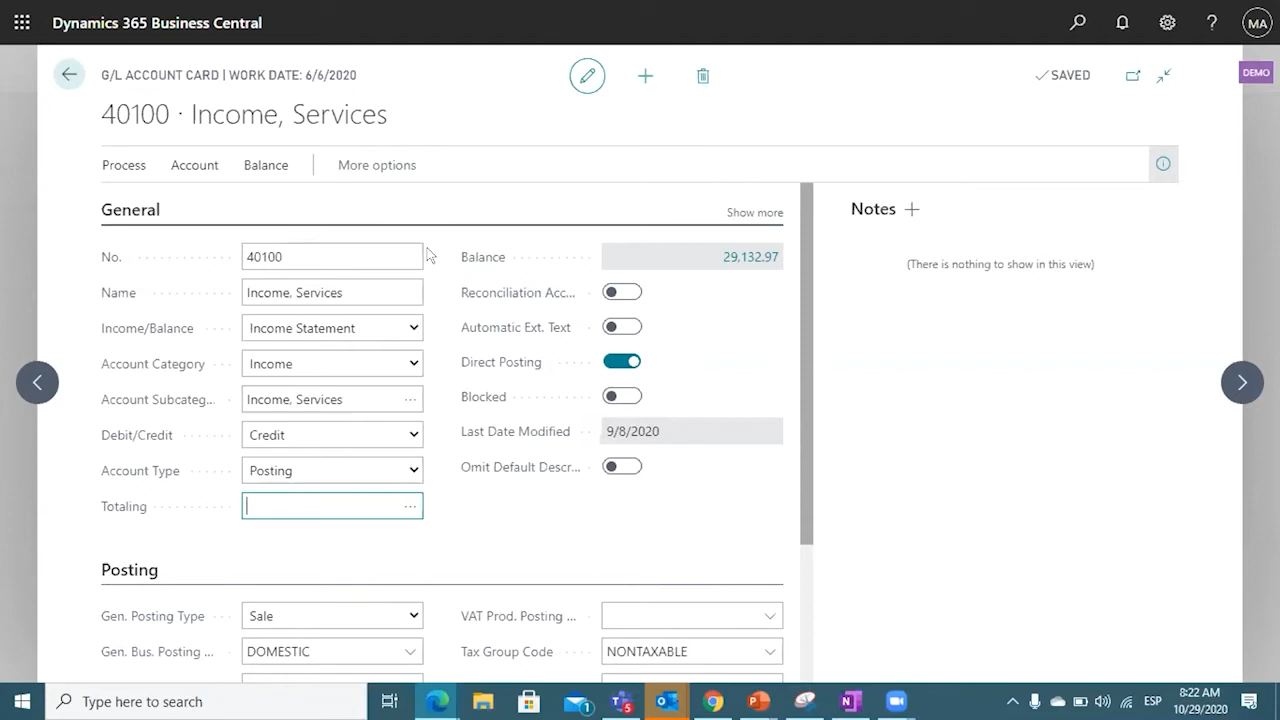 Dynamics 365 Business Central
MA
G/L ACCOUNT CARD | WORK DATE: 6/6/2020
SAVED
DEMO
40100 · Income, Services
Process Account Balance More options
General
Show more
Notes
(There is nothing to show in this view)
No. 40100
Name Income, Services
Income/Balance Income Statement
Account Category Income
Account Subcateg... Income, Services
Debit/Credit Credit
Account Type Posting
Totaling
Balance 29,132.97
Reconciliation Acc...
Automatic Ext. Text
Direct Posting
Blocked
Last Date Modified 9/8/2020
Omit Default Descr...
Posting
Gen. Posting Type Sale
Gen. Bus. Posting ... DOMESTIC
VAT Prod. Posting ...
Tax Group Code NONTAXABLE
Type here to search
ESP
8:22 AM
10/29/2020